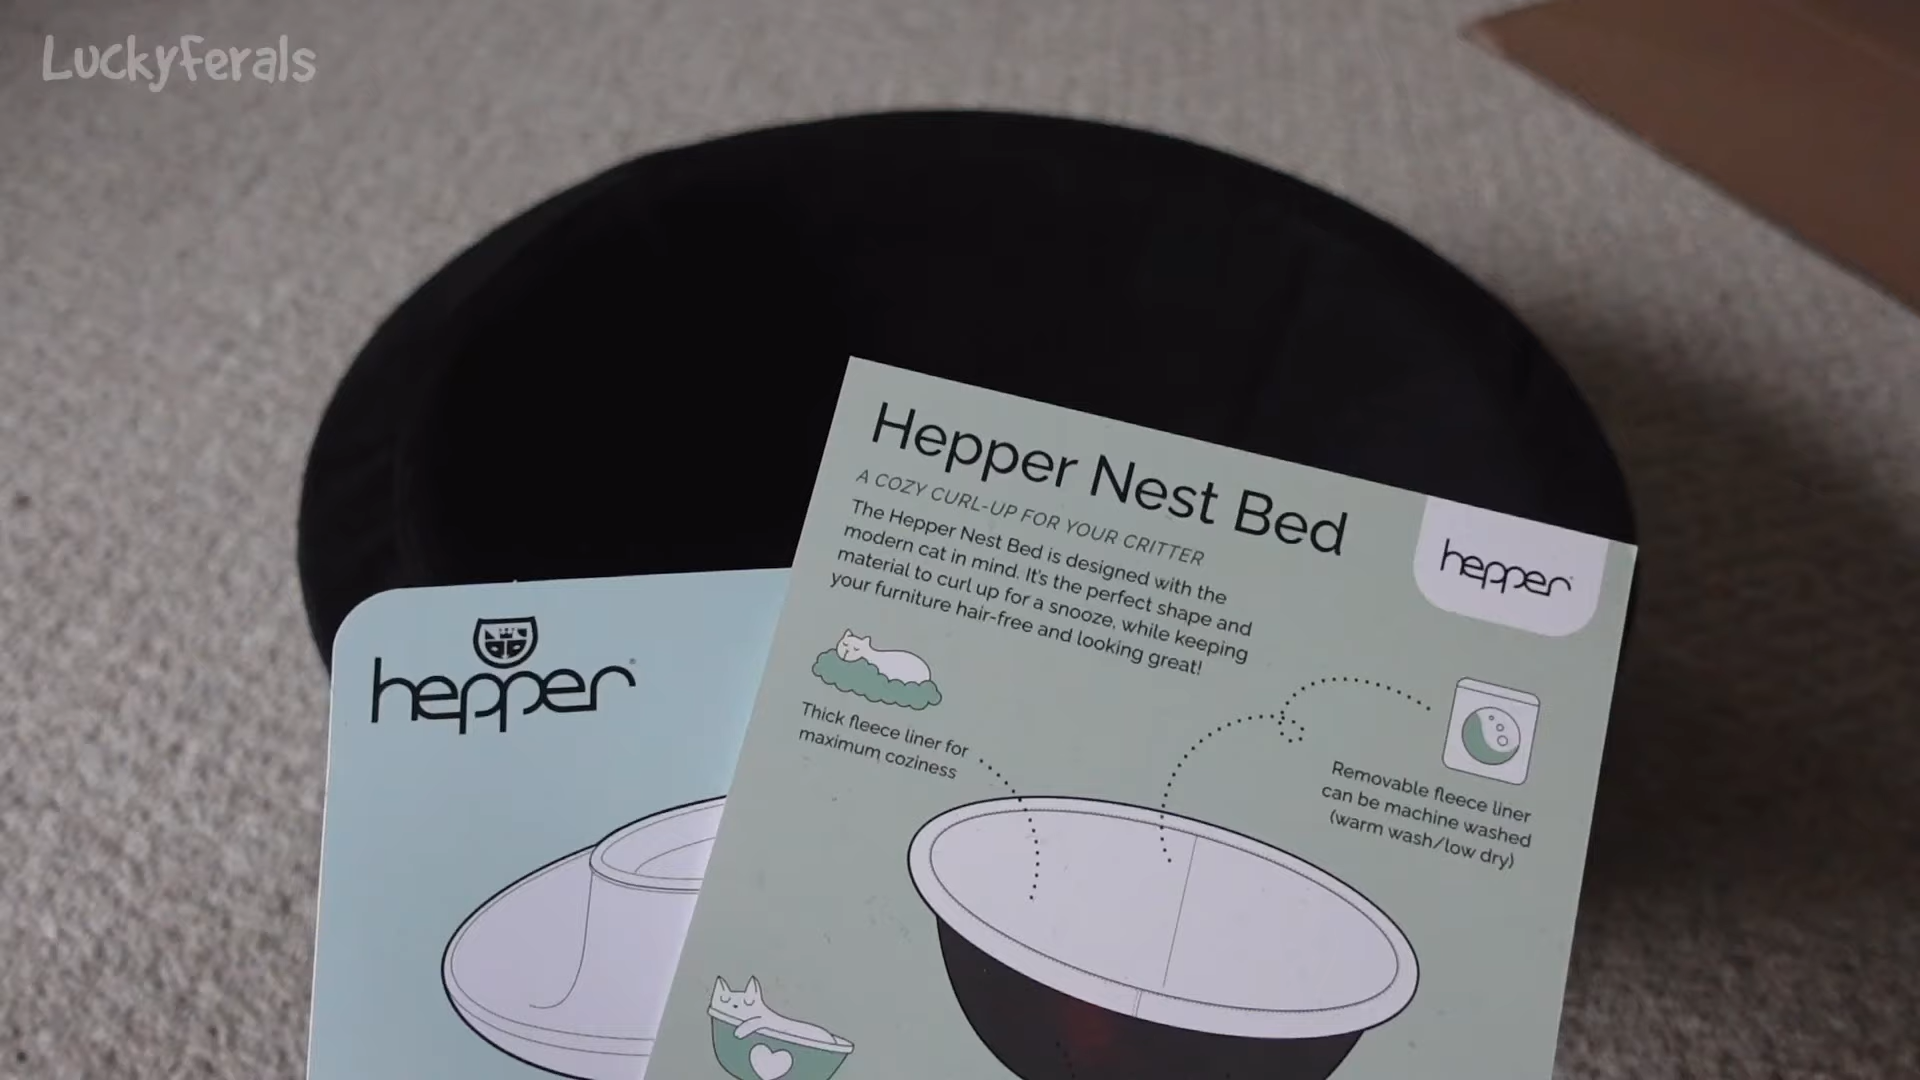 LuckyFerals
Hepper Nest Bed
A COZY CURL-UP FOR YOUR CRITTER
The Hepper Nest Bed is designed with the
modern cat in mind. It's the perfect shape and
material to curl up for a snooze, while keeping
your furniture hair-free and looking great!
hepper
hepper
Thick fleece liner for
maximum coziness
Removable fleece liner
can be machine washed
(warm wash/low dry)